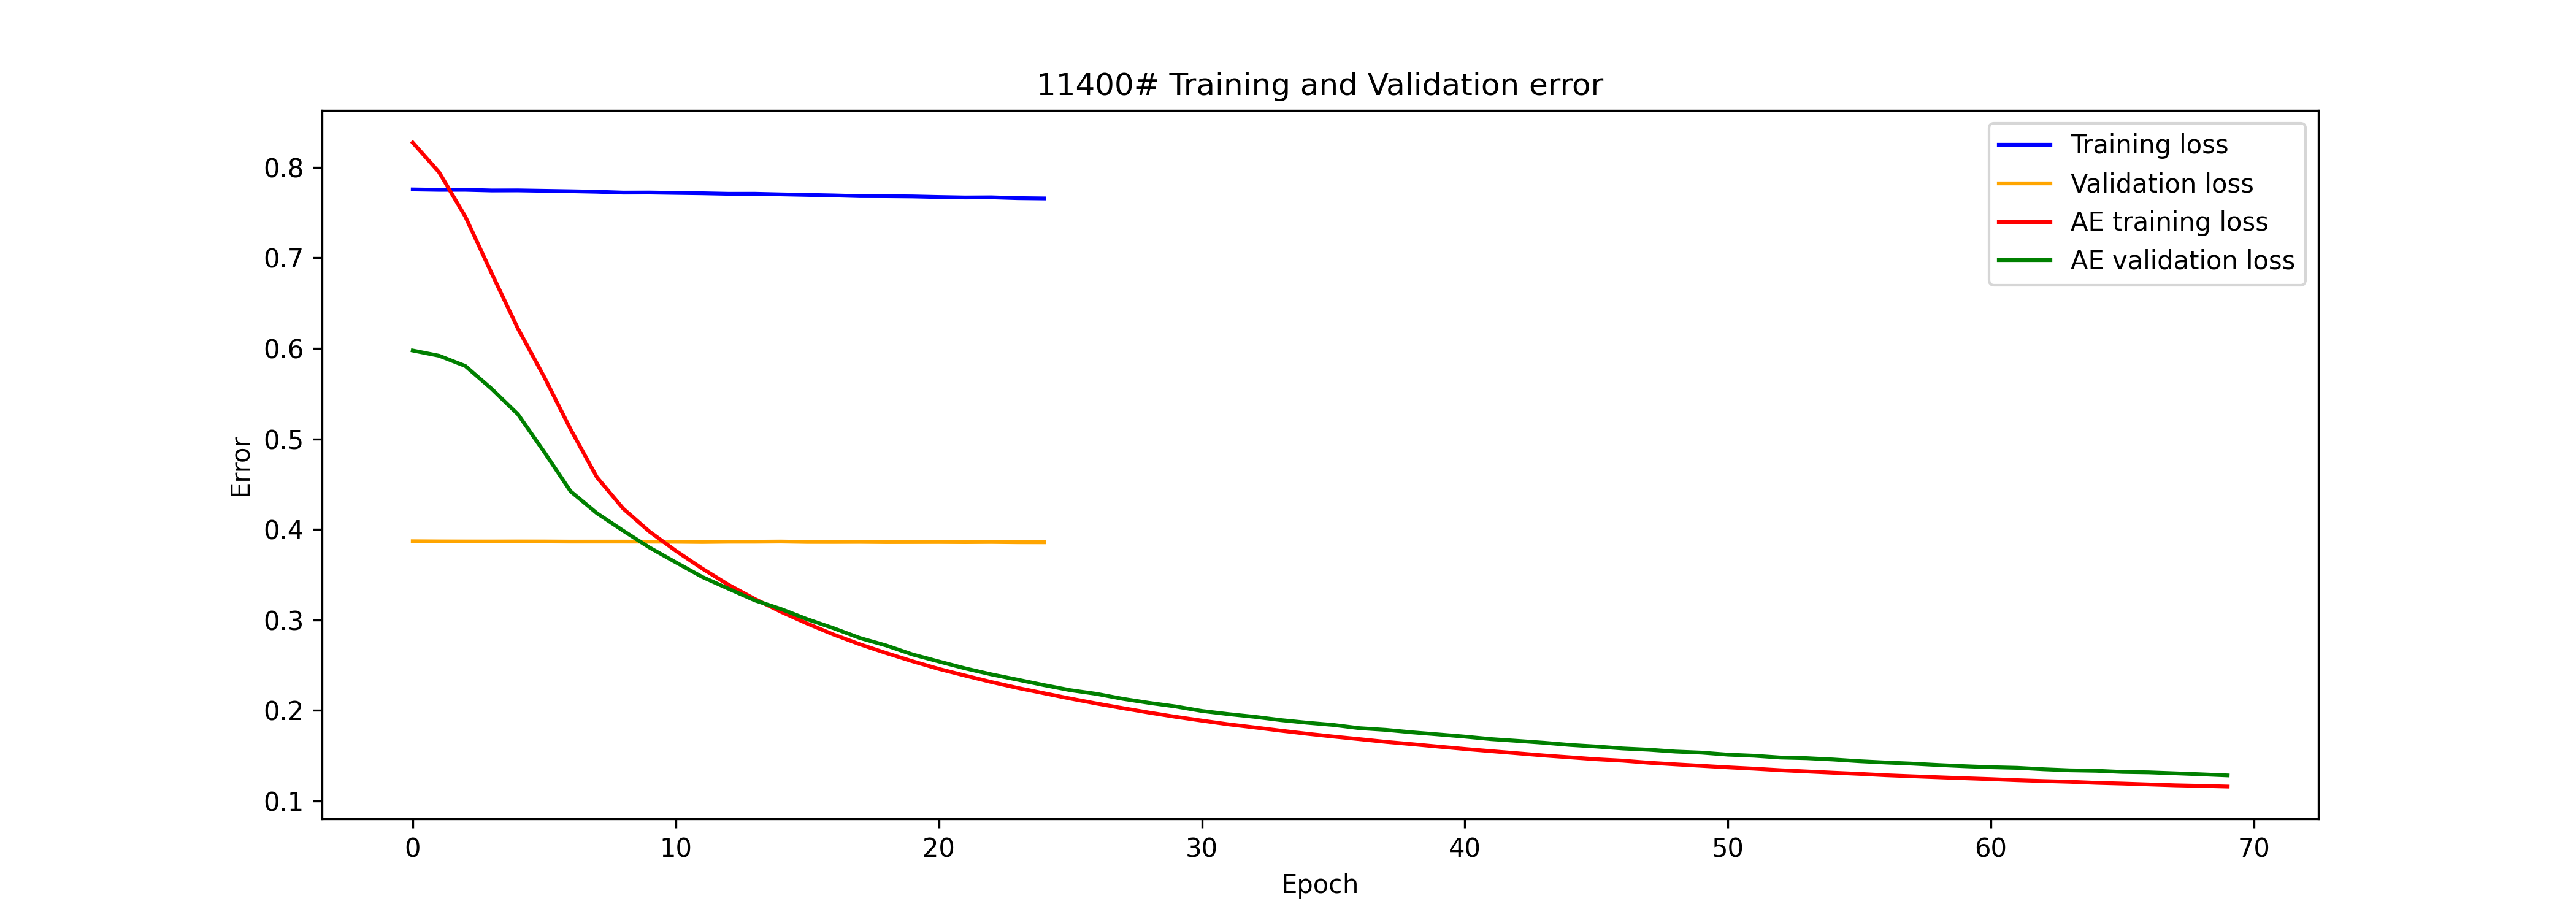 11400# Training and Validation error
Training loss
Validation loss
AE training loss
AE validation loss
0.8
0.7
0.6
0.5
0.4
0.3
0.2
0.1
Error
0 10 20 30 40 50 60 70
Epoch